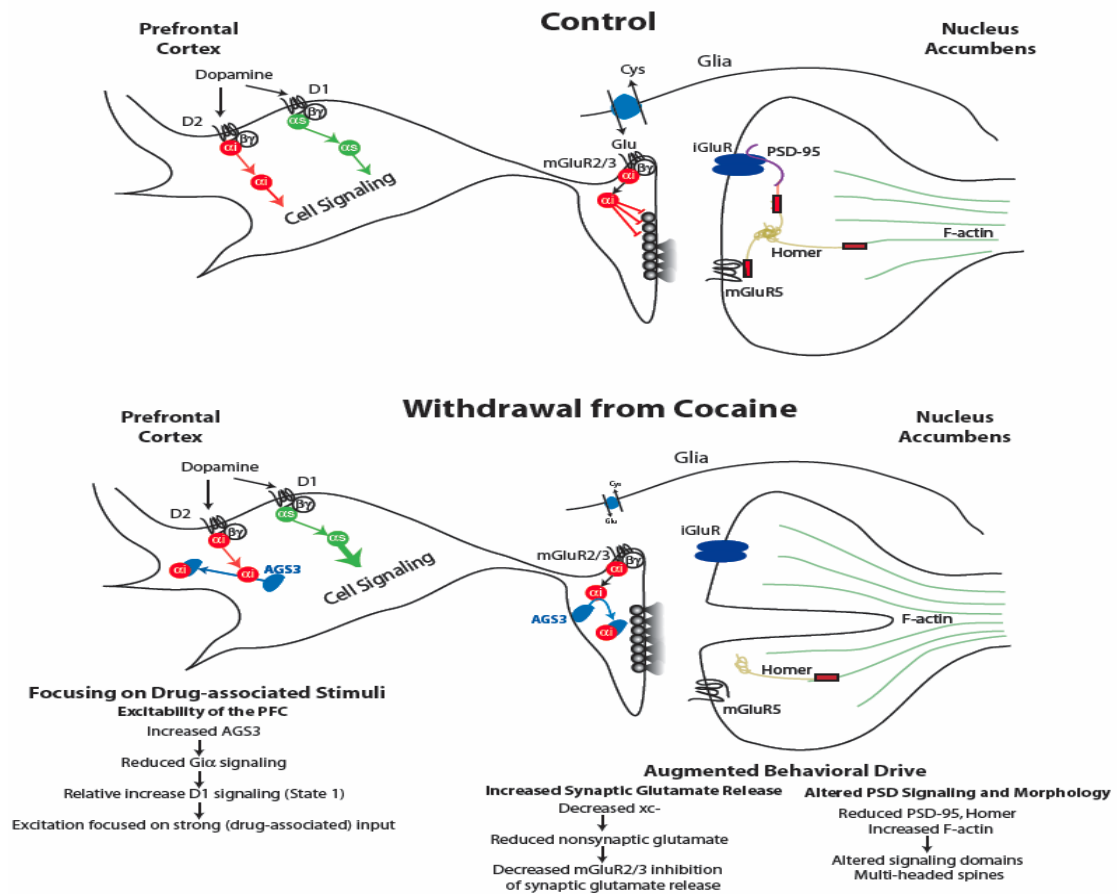 Control
Prefrontal
Cortex
Nucleus
Accumbens
Dopamine
D1
D2
βγ
βγ
αs
αi
αs
αi
Cell Signaling
Cys
Glia
Glu
mGluR2/3
βγ
αi
αi
iGluR
PSD-95
F-actin
Homer
mGluR5
Withdrawal from Cocaine
Prefrontal
Cortex
Nucleus
Accumbens
Dopamine
D1
D2
βγ
βγ
αs
αi
αs
αi
αi
AGS3
Cell Signaling
Glia
Cys
Glu
mGluR2/3
βγ
αi
αi
AGS3
αi
iGluR
F-actin
Homer
mGluR5
Focusing on Drug-associated Stimuli
Excitability of the PFC
Increased AGS3
Reduced Giα signaling
Relative increase D1 signaling (State 1)
Excitation focused on strong (drug-associated) input
Augmented Behavioral Drive
Increased Synaptic Glutamate Release
Decreased xc-
Reduced nonsynaptic glutamate
Decreased mGluR2/3 inhibition
of synaptic glutamate release
Altered PSD Signaling and Morphology
Reduced PSD-95, Homer
Increased F-actin
Altered signaling domains
Multi-headed spines